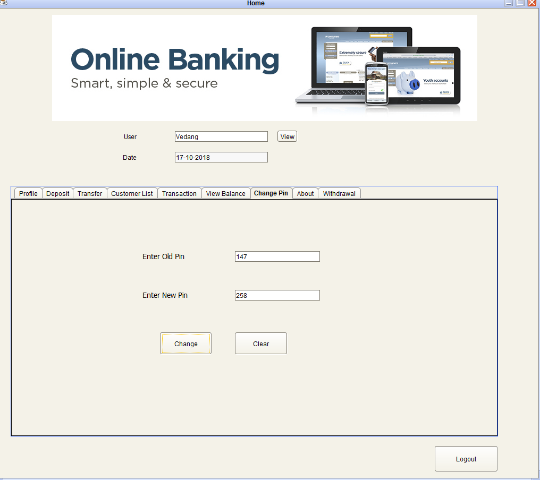 Home
Online Banking
Smart, simple & secure
User Vedang View
Date 17-10-2018
Profile Deposit Transfer Customer List Transaction View Balance Change Pin About Withdrawal
Enter Old Pin 147
Enter New Pin 258
Change Clear
Logout